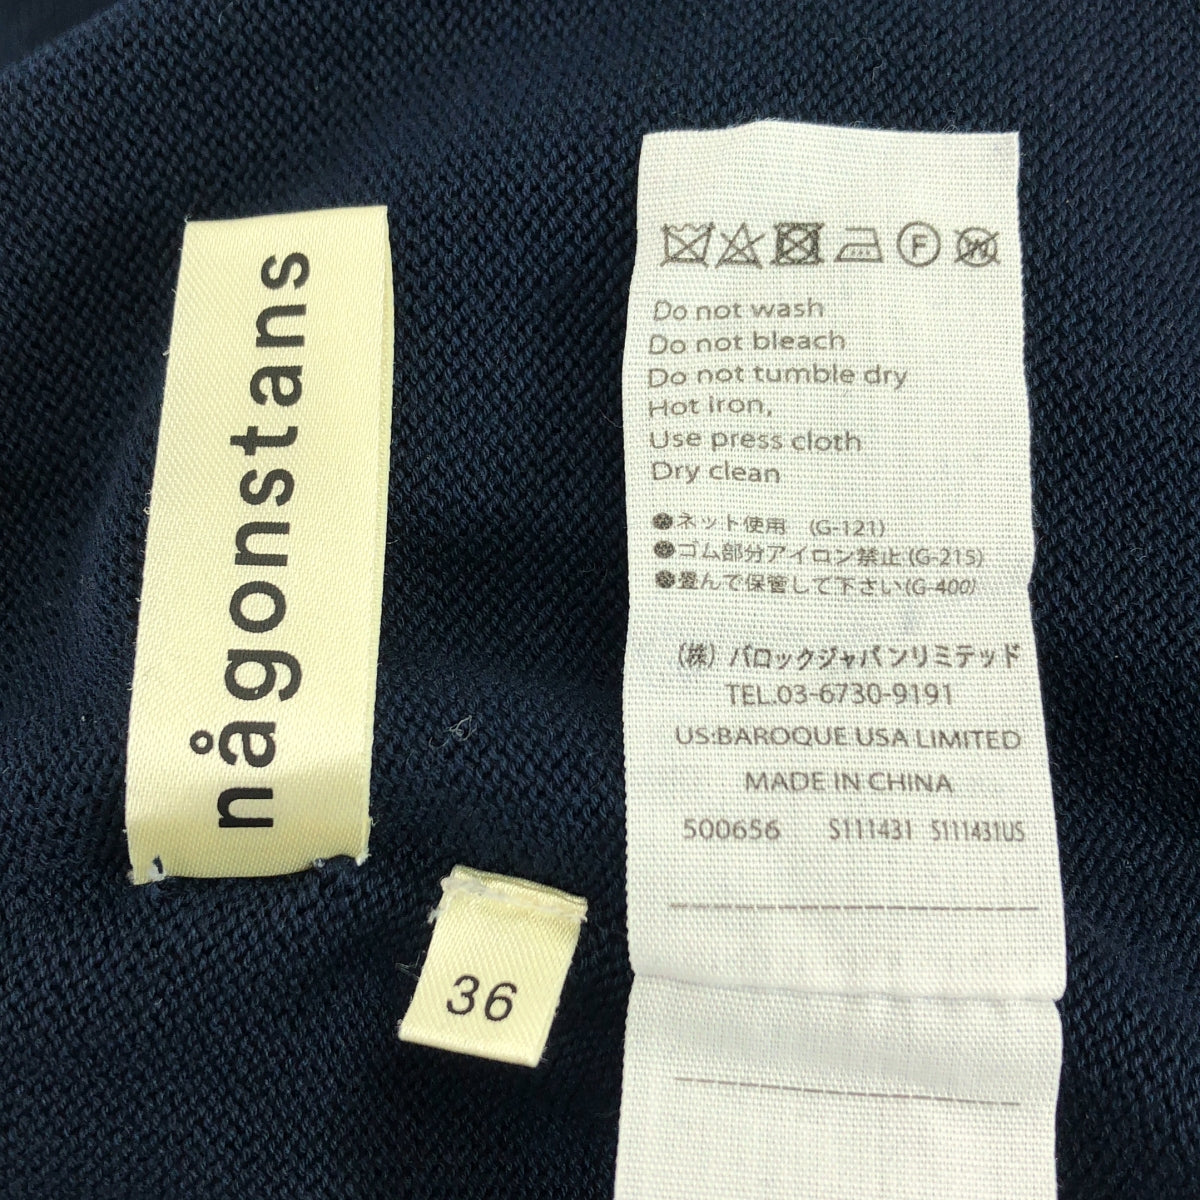 någonstans
36
F
W
Do not wash
Do not bleach
Do not tumble dry
Hot iron,
Use press cloth
Dry clean
●ネット使用 (G-121)
●ゴム部分アイロン禁止(G-215)
●畳んで保管して下さい(G-400)
(株)バロックジャパンリミテッド
TEL.03-6730-9191
US:BAROQUE USA LIMITED
MADE IN CHINA
500656 S111431 S111431US